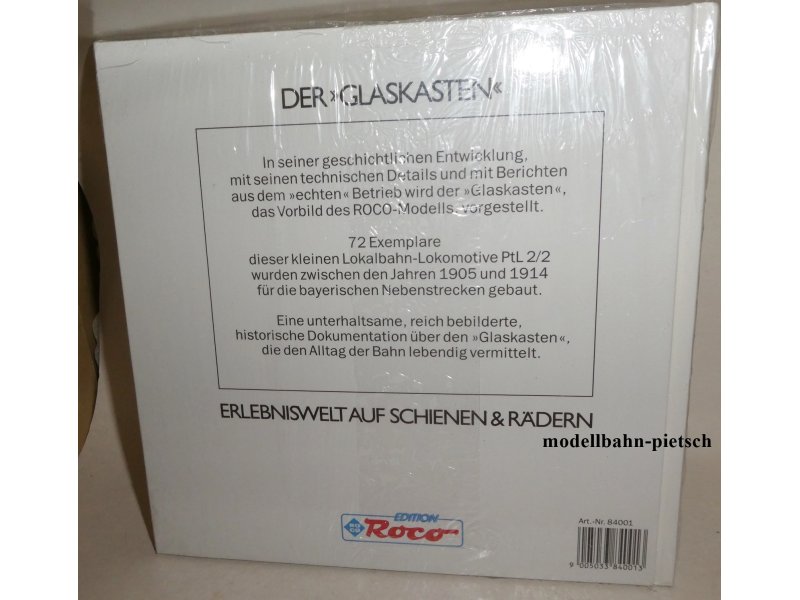 DER »GLASKASTEN«
In seiner geschichtlichen Entwicklung,
mit seinen technischen Details und mit Berichten
aus dem »echten« Betrieb wird der »Glaskasten«,
das Vorbild des ROCO-Modells, vorgestellt.
72 Exemplare
dieser kleinen Lokalbahn-Lokomotive PtL 2/2
wurden zwischen den Jahren 1905 und 1914
für die bayerischen Nebenstrecken gebaut.
Eine unterhaltsame, reich bebilderte,
historische Dokumentation über den »Glaskasten«,
die den Alltag der Bahn lebendig vermittelt.
ERLEBNISWELT AUF SCHIENEN & RÄDERN
modellbahn-pietsch
EDITION
ROCO Roco
Art.-Nr. 84001
9 005033 840013